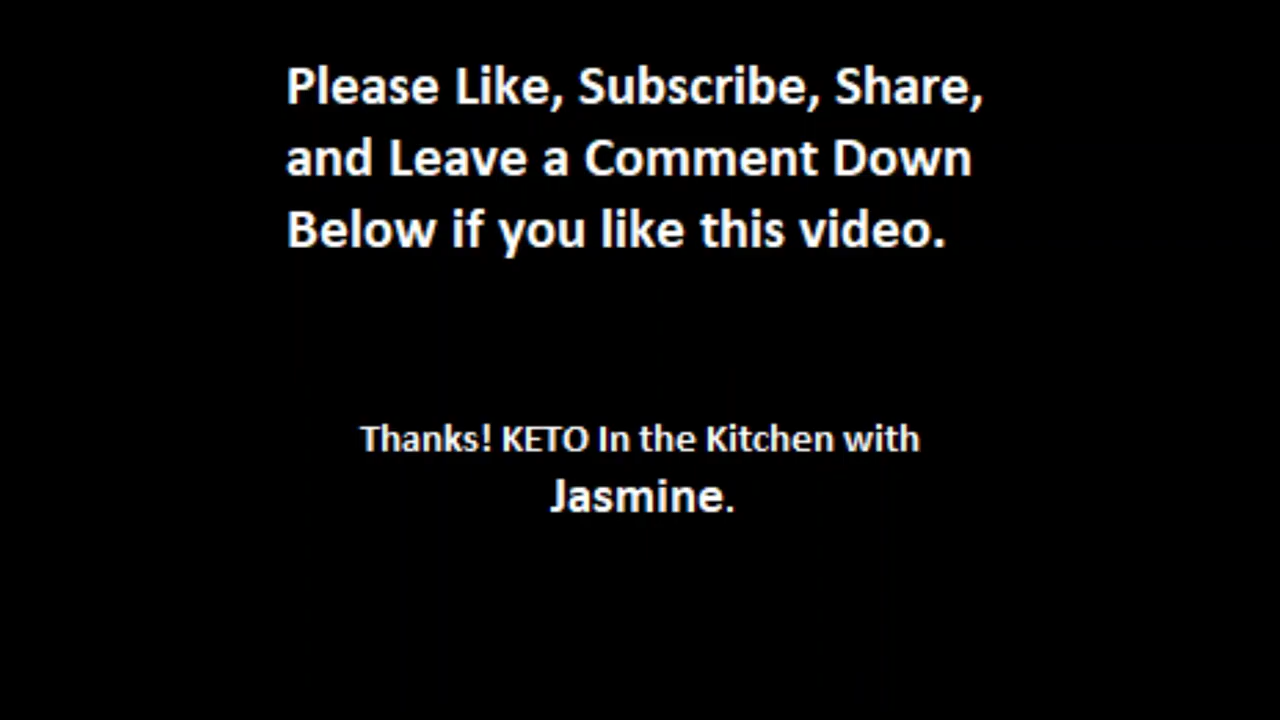 Please Like, Subscribe, Share,
and Leave a Comment Down
Below if you like this video.
Thanks! KETO In the Kitchen with
Jasmine.